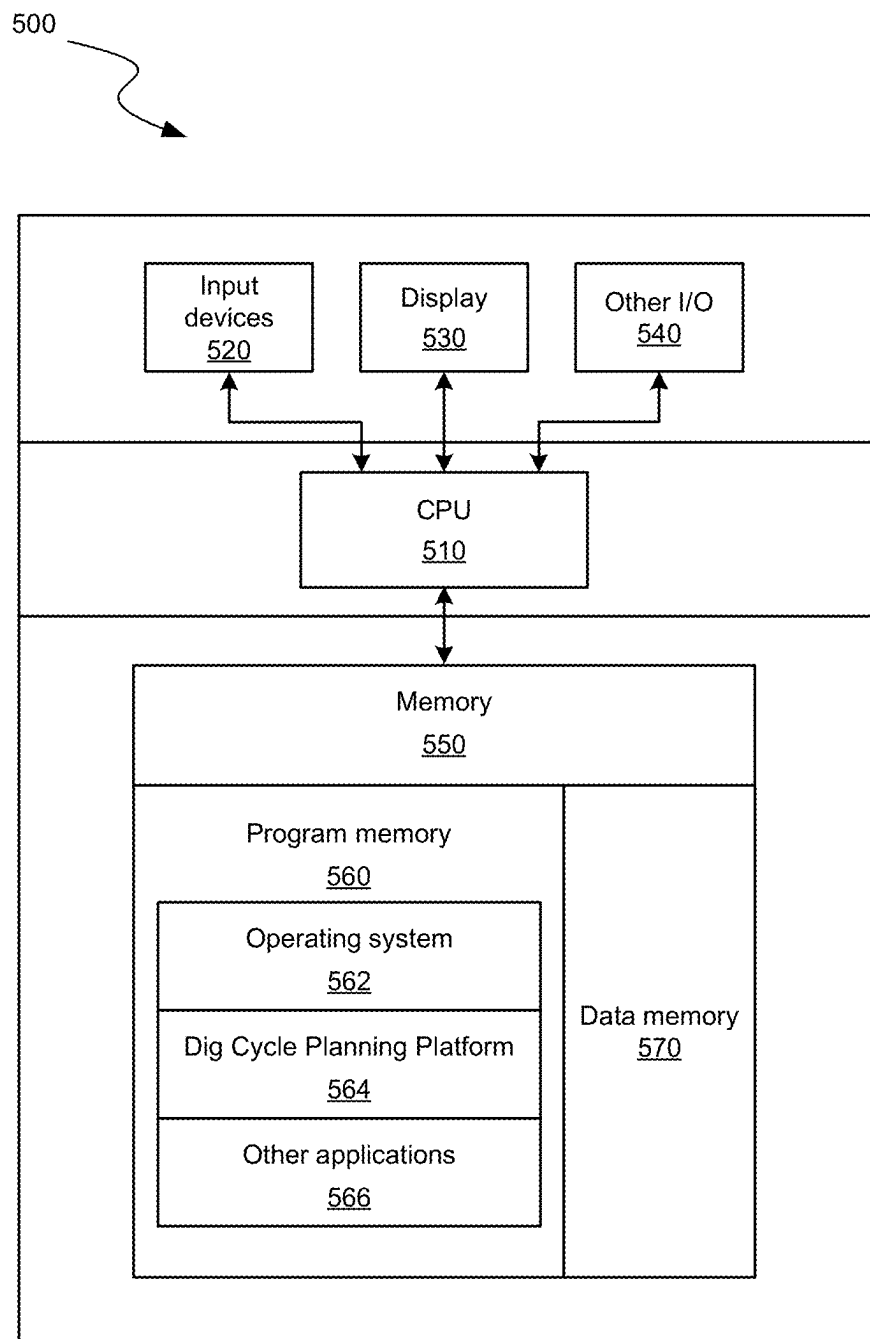 500
Input
devices
520
Display
530
Other I/O
540
CPU
510
Memory
550
Program memory
560
Operating system
562
Dig Cycle Planning Platform
564
Other applications
566
Data memory
570